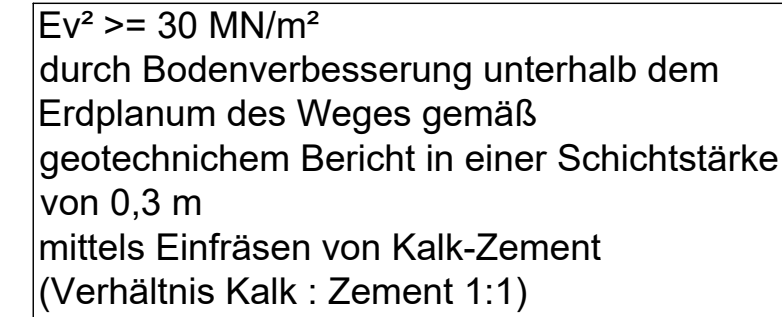 Ev² >= 30 MN/m²
durch Bodenverbesserung unterhalb dem
Erdplanum des Weges gemäß
geotechnichem Bericht in einer Schichtstärke
von 0,3 m
mittels Einfräsen von Kalk-Zement
(Verhältnis Kalk : Zement 1:1)